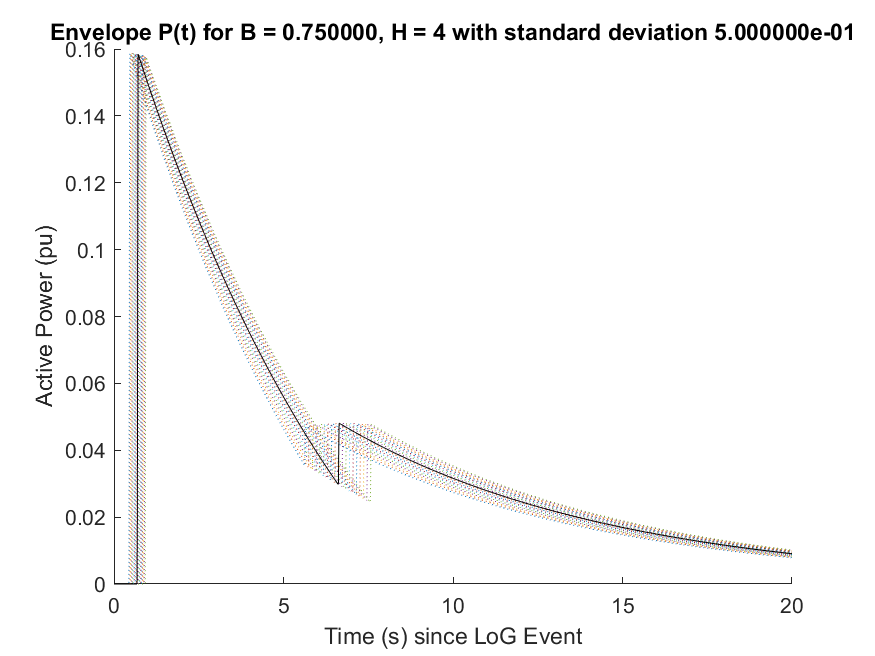 Envelope P(t) for B = 0.750000, H = 4 with standard deviation 5.000000e-01
0.16
0.14
0.12
0.1
0.08
0.06
0.04
0.02
0
Active Power (pu)
0 5 10 15 20
Time (s) since LoG Event